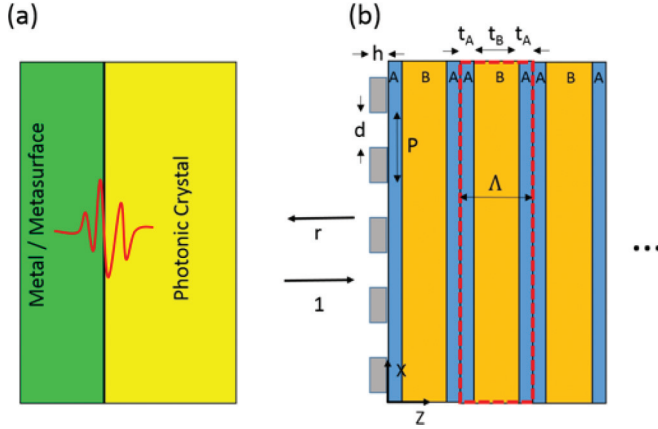 (a)
Metal / Metasurface
Photonic Crystal
(b)
t_A t_B t_A
h
A B A A B A A B A
d
P
Λ
r
1
X
Z
...